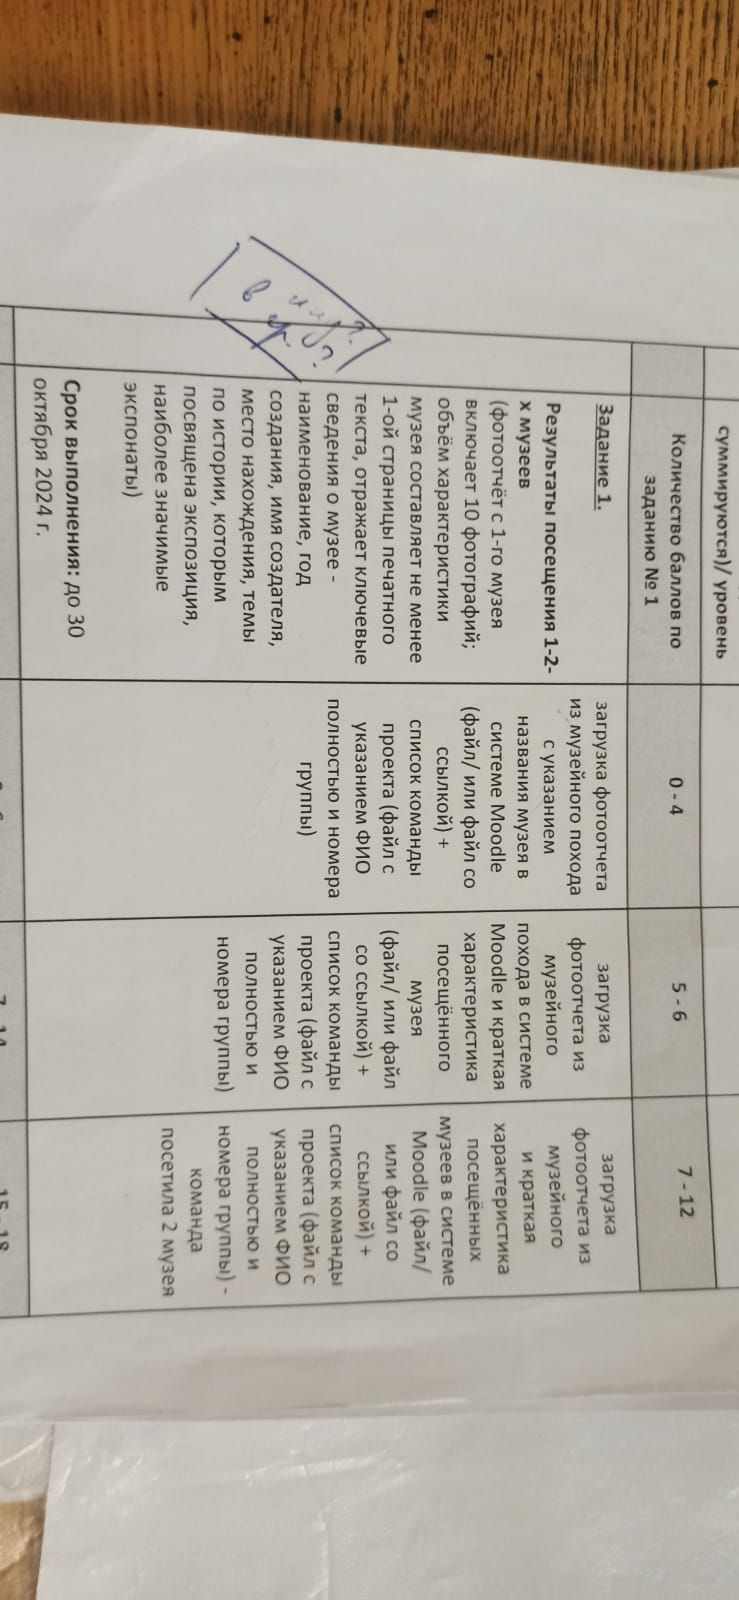 суммируются)/ уровень
Количество баллов по
заданию № 1
0 - 4
5 - 6
7 - 12
Задание 1.
Результаты посещения 1-2-
х музеев
(фотоотчёт с 1-го музея
включает 10 фотографий;
объём характеристики
музея составляет не менее
1-ой страницы печатного
текста, отражает ключевые
сведения о музее -
наименование, год
создания, имя создателя,
место нахождения, темы
по истории, которым
посвящена экспозиция,
наиболее значимые
экспонаты)
Срок выполнения: до 30
октября 2024 г.
загрузка фотоотчета
из музейного похода
с указанием
названия музея в
системе Moodle
(файл/ или файл со
ссылкой) +
список команды
проекта (файл с
указанием ФИО
полностью и номера
группы)
загрузка
фотоотчета из
музейного
похода в системе
Moodle и краткая
характеристика
посещённого
музея
(файл/ или файл
со ссылкой) +
список команды
проекта (файл с
указанием ФИО
полностью и
номера группы)
загрузка
фотоотчета из
музейного
и краткая
характеристика
посещённых
музеев в системе
Moodle (файл/
или файл со
ссылкой) +
список команды
проекта (файл с
указанием ФИО
полностью и
номера группы) -
команда
посетила 2 музея